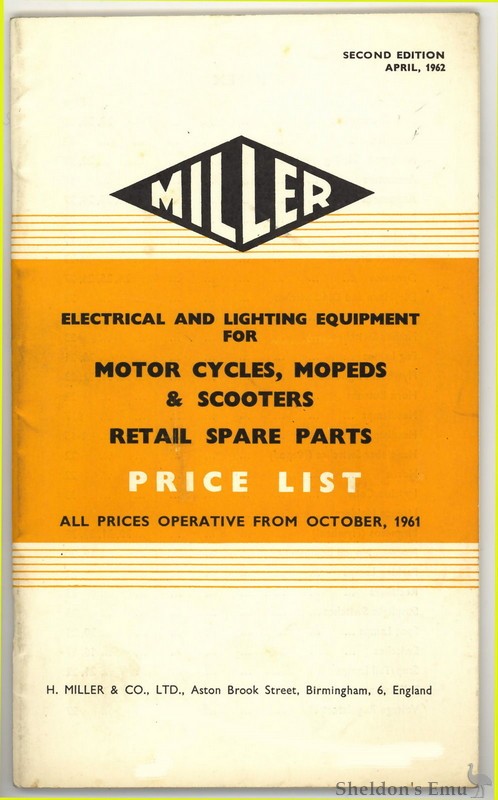 SECOND EDITION
APRIL, 1962
MILLER
ELECTRICAL AND LIGHTING EQUIPMENT
FOR
MOTOR CYCLES, MOPEDS
& SCOOTERS
RETAIL SPARE PARTS
PRICE LIST
ALL PRICES OPERATIVE FROM OCTOBER, 1961
H. MILLER & CO., LTD., Aston Brook Street, Birmingham, 6, England
Sheldon's Emu